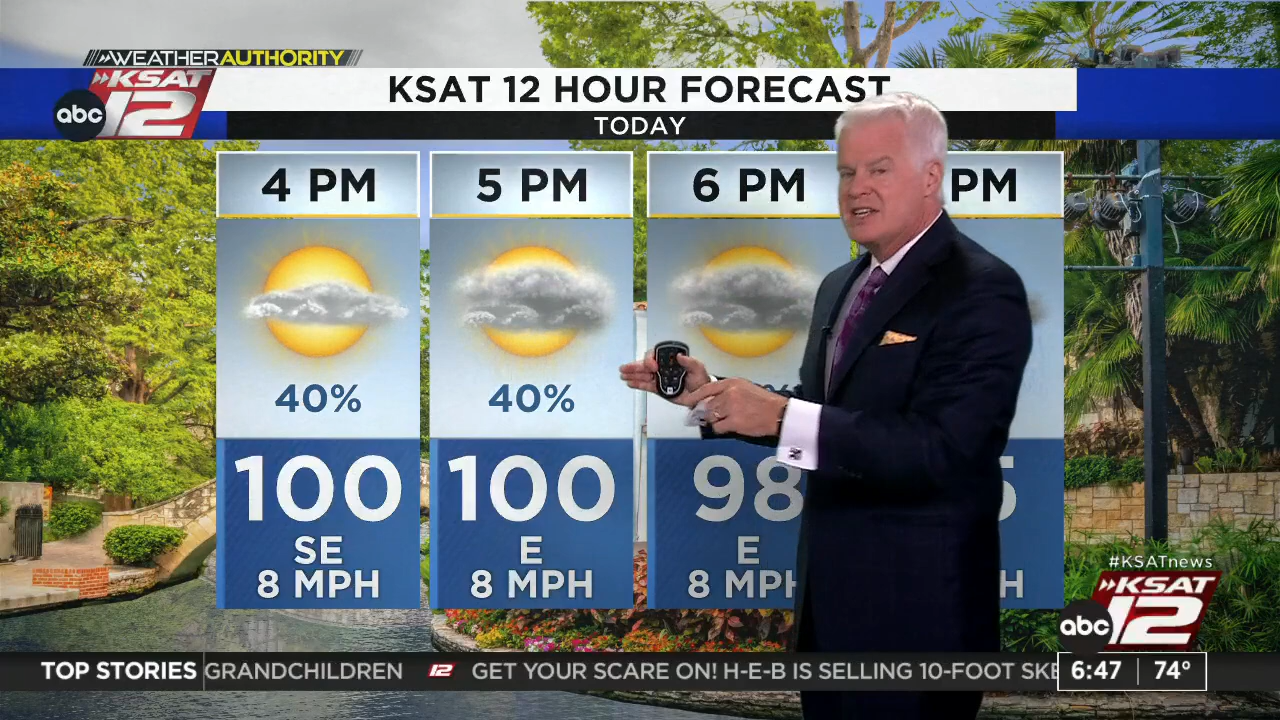 WEATHERAUTHORITY
KSAT
abc 12
KSAT 12 HOUR FORECAST
TODAY
4 PM 5 PM 6 PM PM
40% 40%
100 100 98
SE E E
8 MPH 8 MPH 8 MPH
#KSATnews
KSAT
abc 12
TOP STORIES GRANDCHILDREN 12 GET YOUR SCARE ON! H-E-B IS SELLING 10-FOOT SKE 6:47 74°